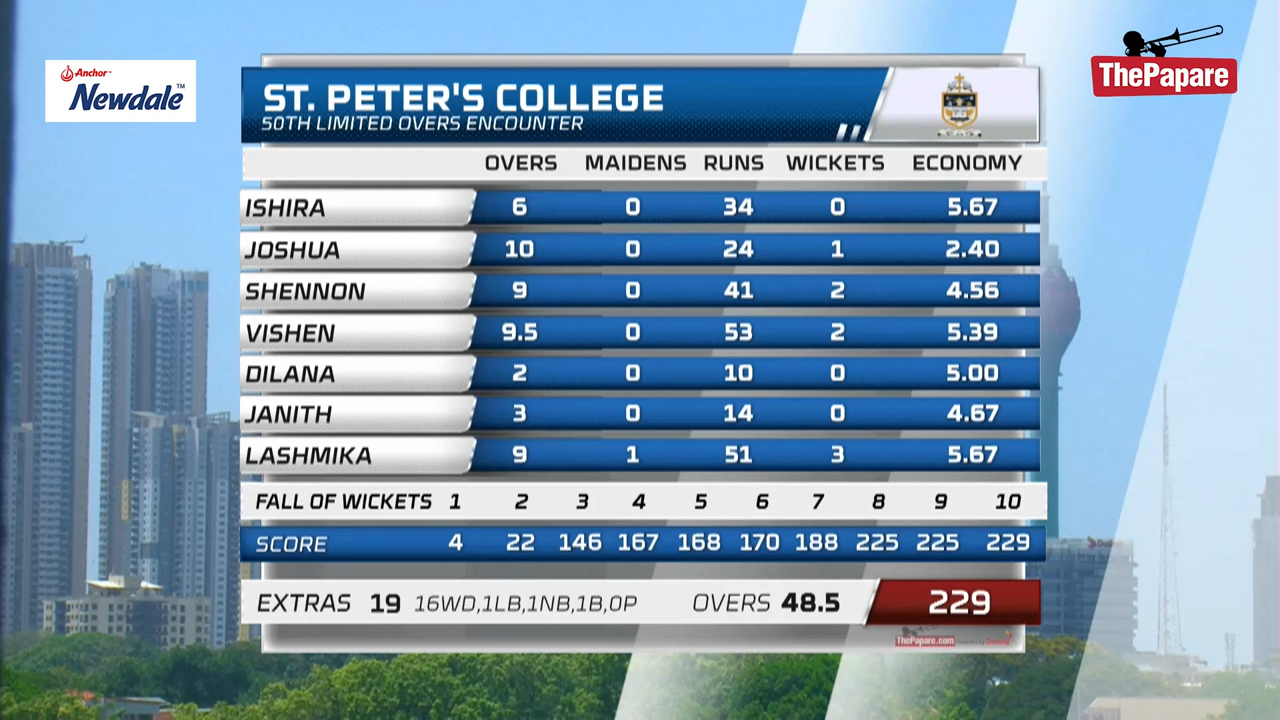 Anchor™
Newdale™
ThePapare
ST. PETER'S COLLEGE
50TH LIMITED OVERS ENCOUNTER
OVERS MAIDENS RUNS WICKETS ECONOMY
ISHIRA 6 0 34 0 5.67
JOSHUA 10 0 24 1 2.40
SHENNON 9 0 41 2 4.56
VISHEN 9.5 0 53 2 5.39
DILANA 2 0 10 0 5.00
JANITH 3 0 14 0 4.67
LASHMIKA 9 1 51 3 5.67
FALL OF WICKETS 1 2 3 4 5 6 7 8 9 10
SCORE 4 22 146 167 168 170 188 225 225 229
EXTRAS 19 16WD,1LB,1NB,1B,0P OVERS 48.5 229
ThePapare.com